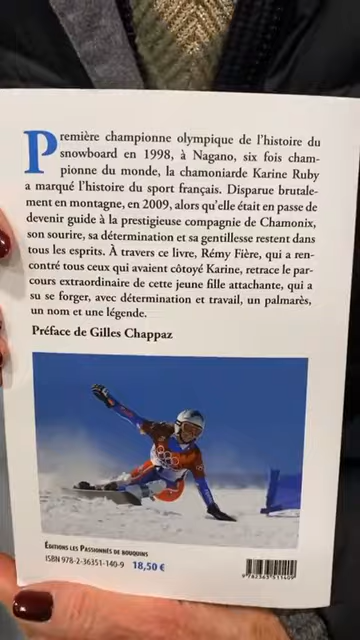 Première championne olympique de l'histoire du
snowboard en 1998, à Nagano, six fois cham-
pionne du monde, la chamoniarde Karine Ruby
a marqué l'histoire du sport français. Disparue brutale-
ment en montagne, en 2009, alors qu'elle était en passe de
devenir guide à la prestigieuse compagnie de Chamonix,
son sourire, sa détermination et sa gentillesse restent dans
tous les esprits. À travers ce livre, Rémy Fière, qui a ren-
contré tous ceux qui avaient côtoyé Karine, retrace le par-
cours extraordinaire de cette jeune fille attachante, qui a
su se forger, avec détermination et travail, un palmarès,
un nom et une légende.
Préface de Gilles Chappaz
ÉDITIONS LES PASSIONNÉS DE BOUQUINS
ISBN 978-2-36351-140-9 18,50 €
9 782363 511409